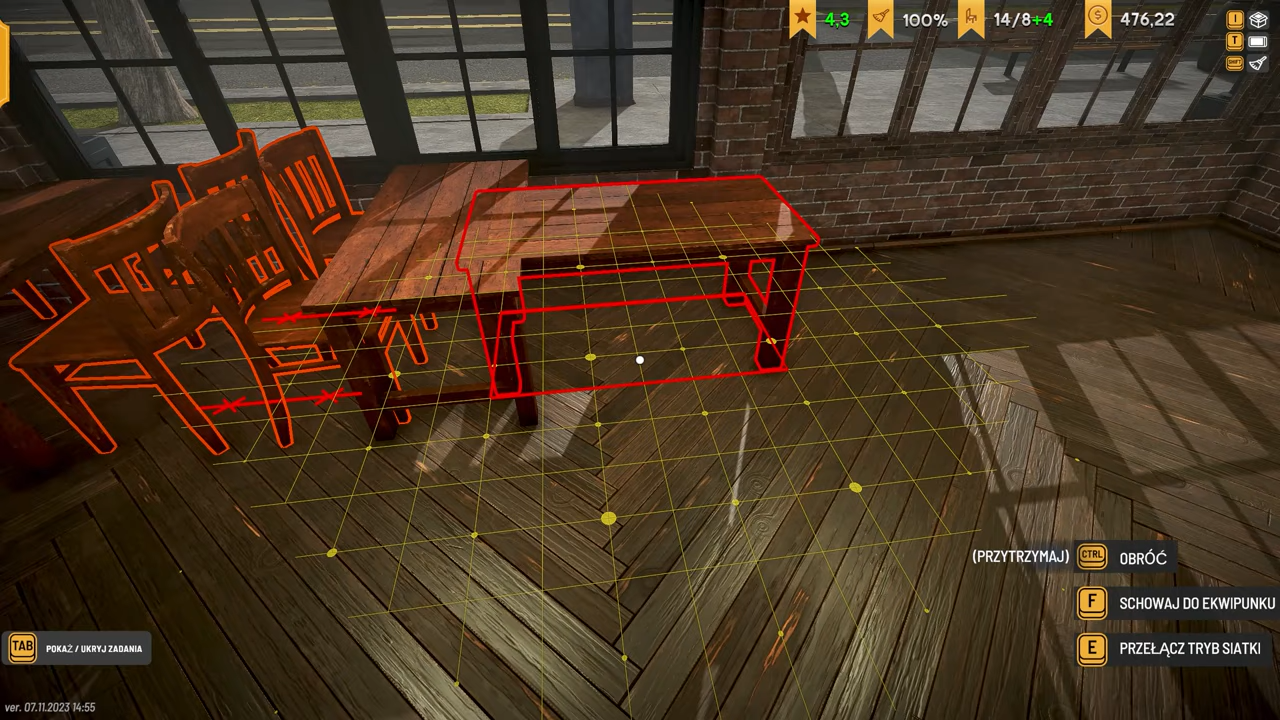 4,3
100%
14/8+4
476,22
I
T
SHIFT
(PRZYTRZYMAJ) CTRL OBRÓĆ
F SCHOWAJ DO EKWIPUNKU
E PRZEŁĄCZ TRYB SIATKI
TAB POKAŻ / UKRYJ ZADANIA
ver. 07.11.2023 14:55